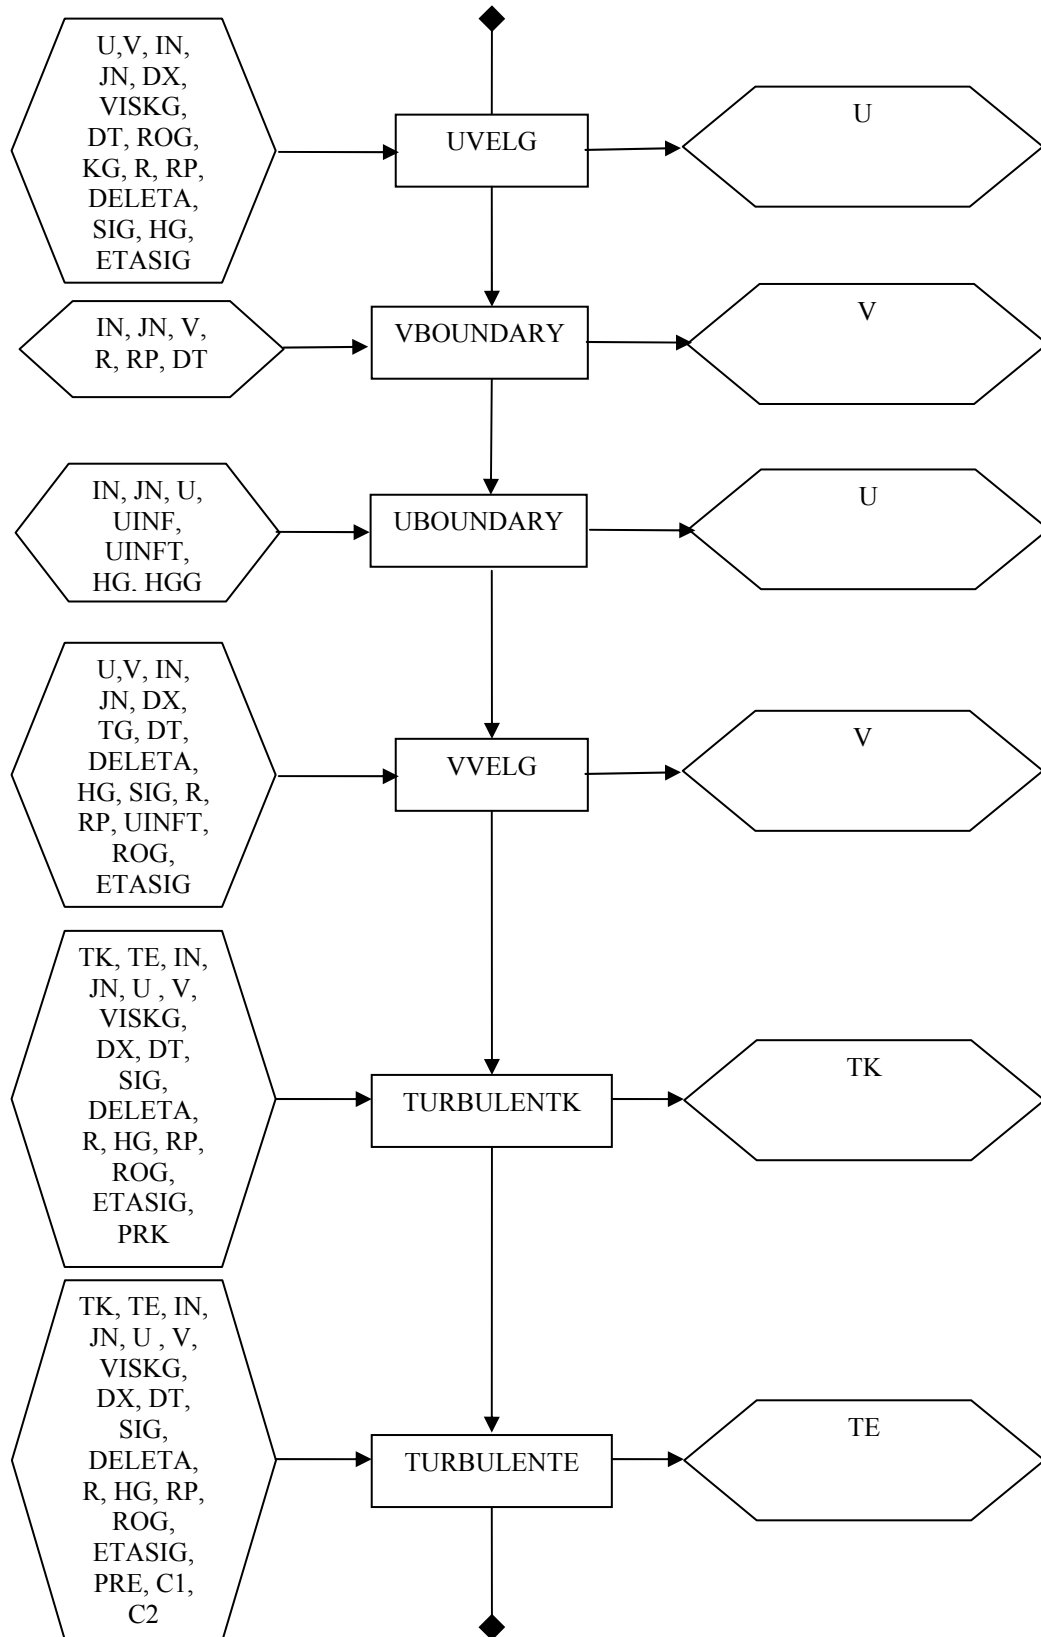 U,V, IN,
JN, DX,
VISKG,
DT, ROG,
KG, R, RP,
DELETA,
SIG, HG,
ETASIG
UVELG
U
IN, JN, V,
R, RP, DT
VBOUNDARY
V
IN, JN, U,
UINF,
UINFT,
HG, HGG
UBOUNDARY
U
U,V, IN,
JN, DX,
TG, DT,
DELETA,
HG, SIG, R,
RP, UINFT,
ROG,
ETASIG
VVELG
V
TK, TE, IN,
JN, U , V,
VISKG,
DX, DT,
SIG,
DELETA,
R, HG, RP,
ROG,
ETASIG,
PRK
TURBULENTK
TK
TK, TE, IN,
JN, U , V,
VISKG,
DX, DT,
SIG,
DELETA,
R, HG, RP,
ROG,
ETASIG,
PRE, C1,
C2
TURBULENTE
TE